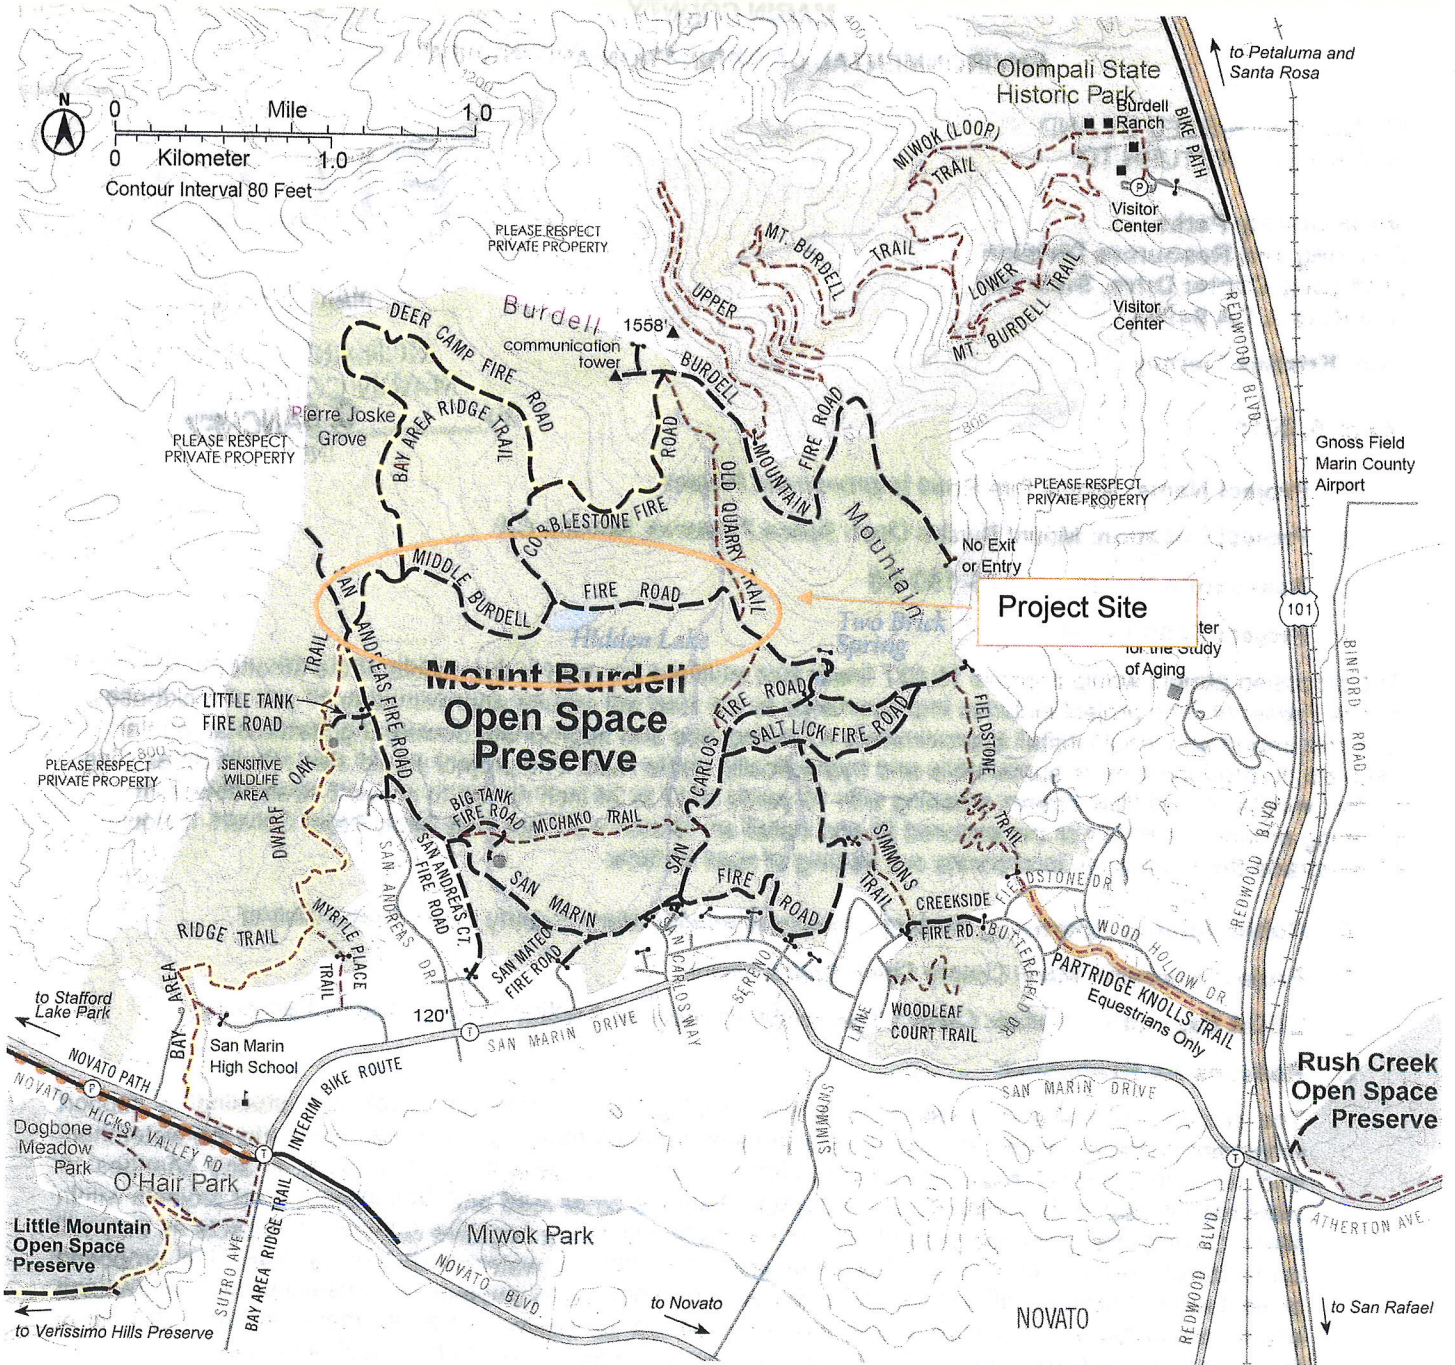 to Petaluma and
Santa Rosa
Olompali State
Historic Park
Burdell
Ranch
BIKE PATH
N
0 Mile 1.0
0 Kilometer 1.0
Contour Interval 80 Feet
MIWOK (LOOP)
TRAIL
P
Visitor
Center
PLEASE RESPECT
PRIVATE PROPERTY
MT. BURDELL
TRAIL
LOWER
MT. BURDELL TRAIL
Visitor
Center
REDWOOD BLVD.
UPPER
Burdell
1558'
communication
tower
BURDELL
MOUNTAIN
FIRE ROAD
DEER CAMP FIRE ROAD
BAY AREA RIDGE TRAIL
Pierre Joske
Grove
PLEASE RESPECT
PRIVATE PROPERTY
ROAD
COBBLESTONE FIRE
OLD QUARRY TRAIL
Mountain
800
PLEASE RESPECT
PRIVATE PROPERTY
Gnoss Field
Marin County
Airport
No Exit
or Entry
MIDDLE BURDELL
FIRE ROAD
Project Site
101
Hidden Lake
Two Brick
Spring
ter
for the Study
of Aging
BINFORD ROAD
AN
ANDREAS FIRE ROAD
TRAIL
Mount Burdell
Open Space
Preserve
LITTLE TANK
FIRE ROAD
FIRE ROAD
SALT LICK FIRE ROAD
FIELDSTONE
TRAIL
PLEASE RESPECT
PRIVATE PROPERTY
800
SENSITIVE
WILDLIFE
AREA
DWARF OAK
BIG TANK
FIRE ROAD
MICHAKO TRAIL
SAN CARLOS
SAN ANDREAS CT.
FIRE ROAD
SAN ANDREAS DR.
SAN MARIN
FIRE ROAD
SIMMONS
TRAIL
CREEKSIDE
FIRE RD.
FIELDSTONE DR.
BUTTERFIELD DR
WOOD HOLLOW DR
PARTRIDGE KNOLLS TRAIL
Equestrians Only
REDWOOD BLVD.
RIDGE TRAIL
BAY AREA
MYRTLE PLACE
TRAIL
SAN MATEO
FIRE ROAD
SAN CARLOS WAY
SERENO
WOODLEAF
COURT TRAIL
SIMMONS LANE
to Stafford
Lake Park
120'
T
SAN MARIN DRIVE
SAN MARIN DRIVE
San Marin
High School
INTERIM BIKE ROUTE
NOVATO PATH
P
NOVATO HICKS VALLEY RD
Dogbone
Meadow
Park
O'Hair Park
T
T
Rush Creek
Open Space
Preserve
ATHERTON AVE.
Little Mountain
Open Space
Preserve
SUTRO AVE.
BAY AREA RIDGE TRAIL
Miwok Park
NOVATO BLVD.
to Novato
NOVATO
REDWOOD BLVD.
to San Rafael
to Verissimo Hills Preserve